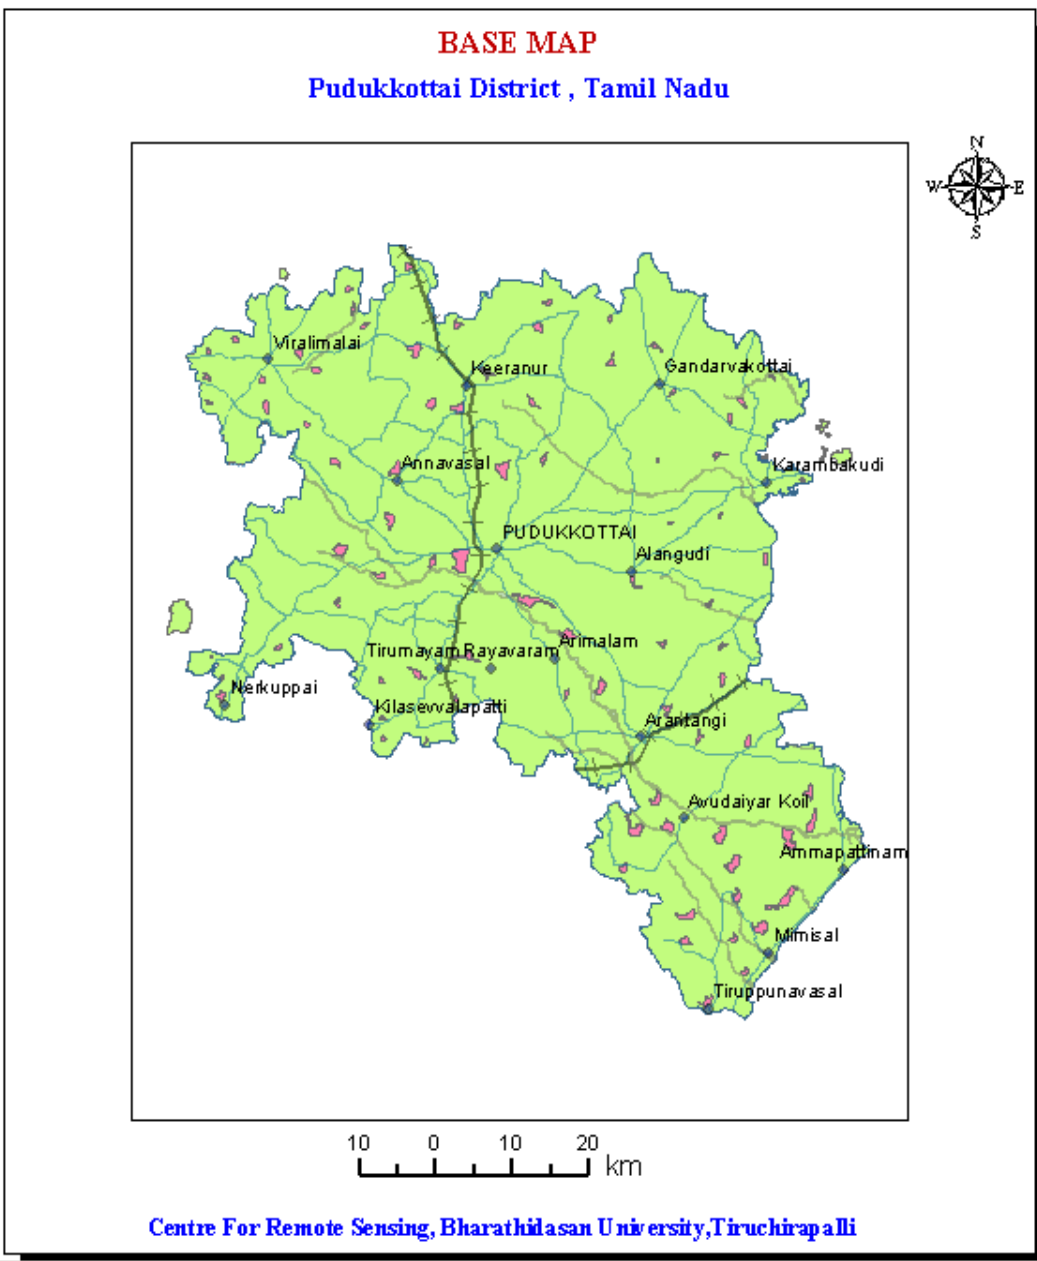 BASE MAP
Pudukkottai District , Tamil Nadu
N
W E
S
Viralimalai
Keeranur
Gandarvakottai
Annavasal
Karambakudi
PUDUKKOTTAI
Alangudi
Arimalam
Tirumayam Rayavaram
Nerkuppai
Kilasevvalapatti
Arantangi
Avudaiyar Koil
Ammapattinam
Mimisal
Tiruppunavasal
10 0 10 20
km
Centre For Remote Sensing, Bharathidasan University,Tiruchirapalli